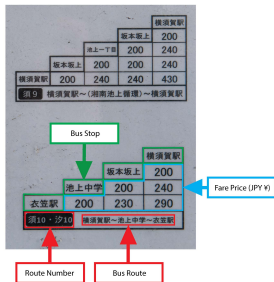 横須賀駅
坂本坂上 200
池上一丁目 200 240
坂本坂上 200 200 240
横須賀駅 200 240 240 430
須9 横須賀駅～(湘南池上循環)～横須賀駅
Bus Stop
横須賀駅
坂本坂上 200
池上中学 200 240
衣笠駅 200 230 290
須10・汐10 横須賀駅～池上中学～衣笠駅
Fare Price (JPY ¥)
Route Number
Bus Route